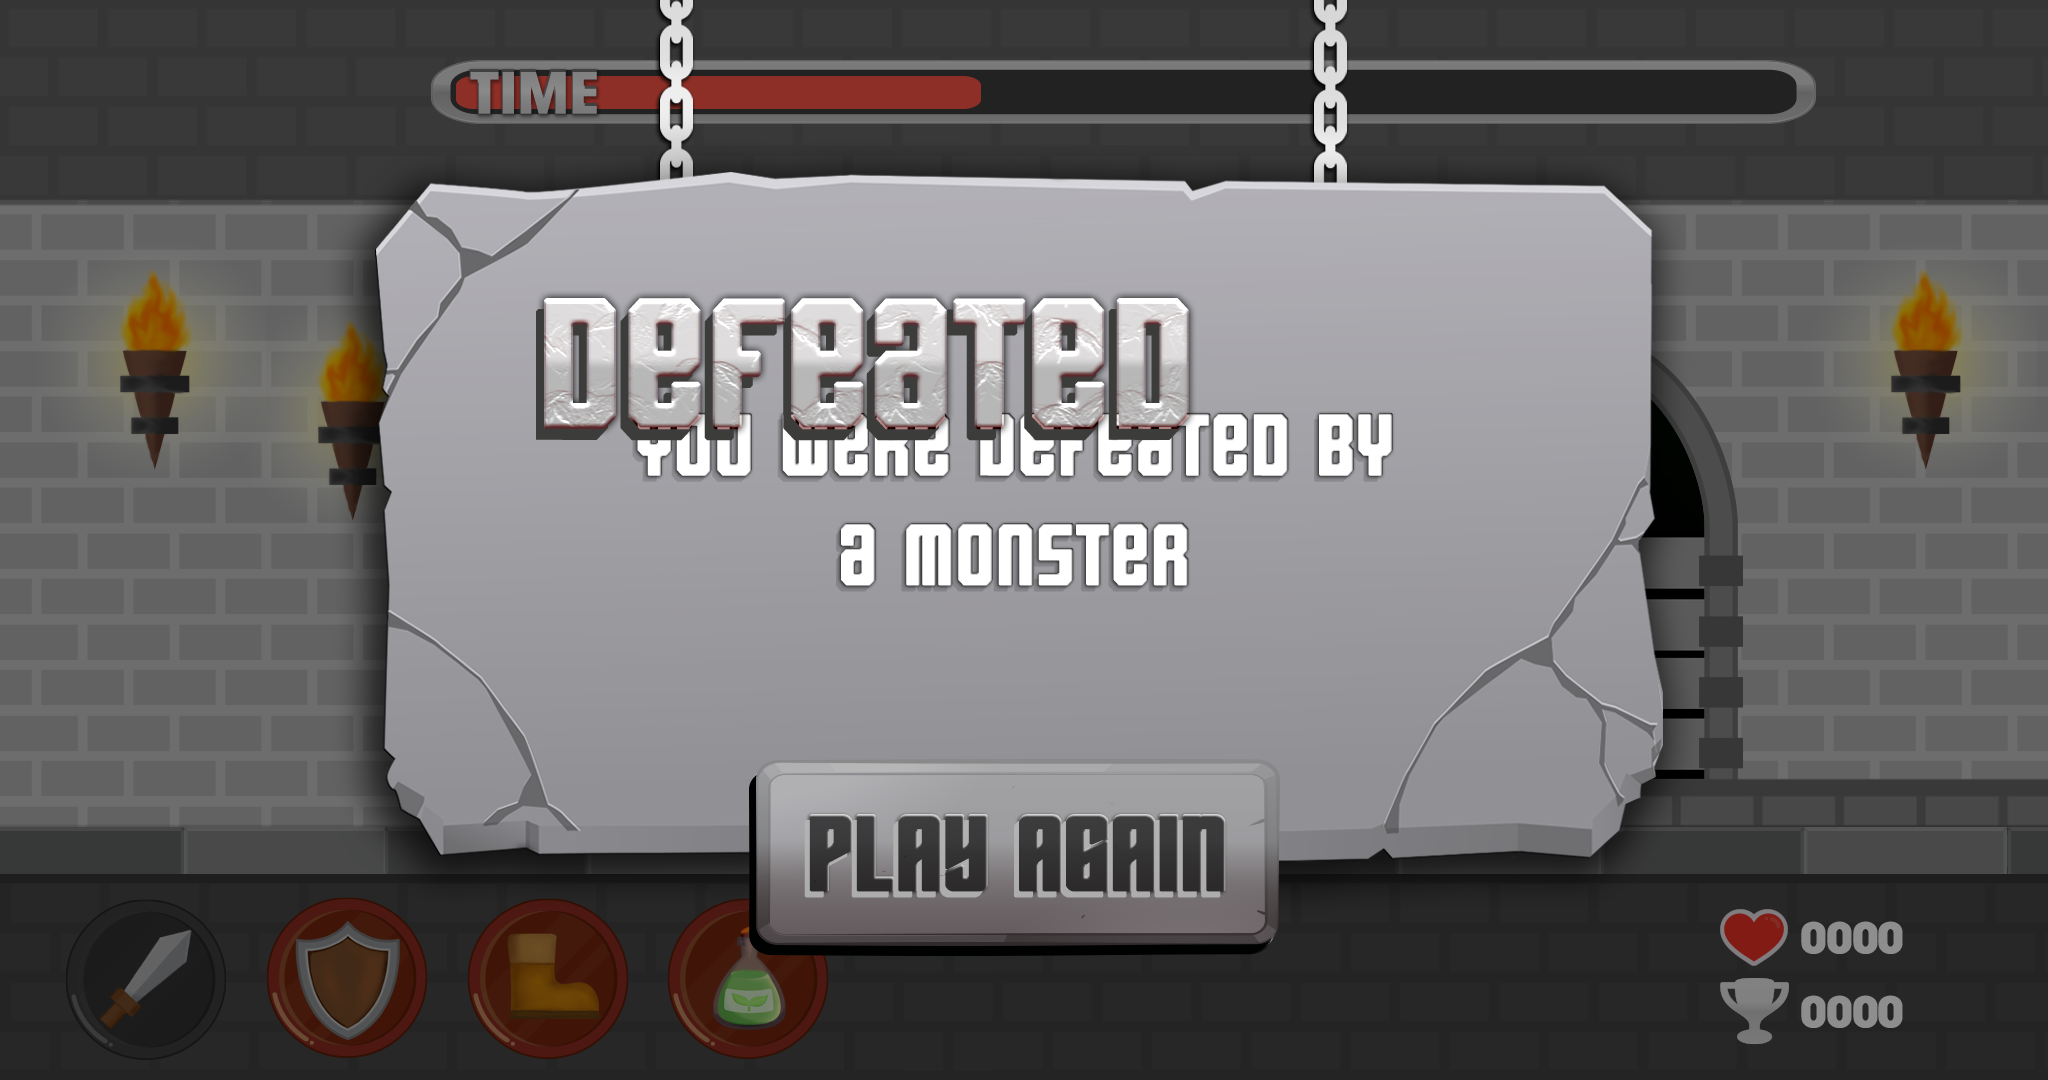 TIME
DEFEATED
YOU WERE DEFEATED BY
A MONSTER
PLAY AGAIN
0000
0000